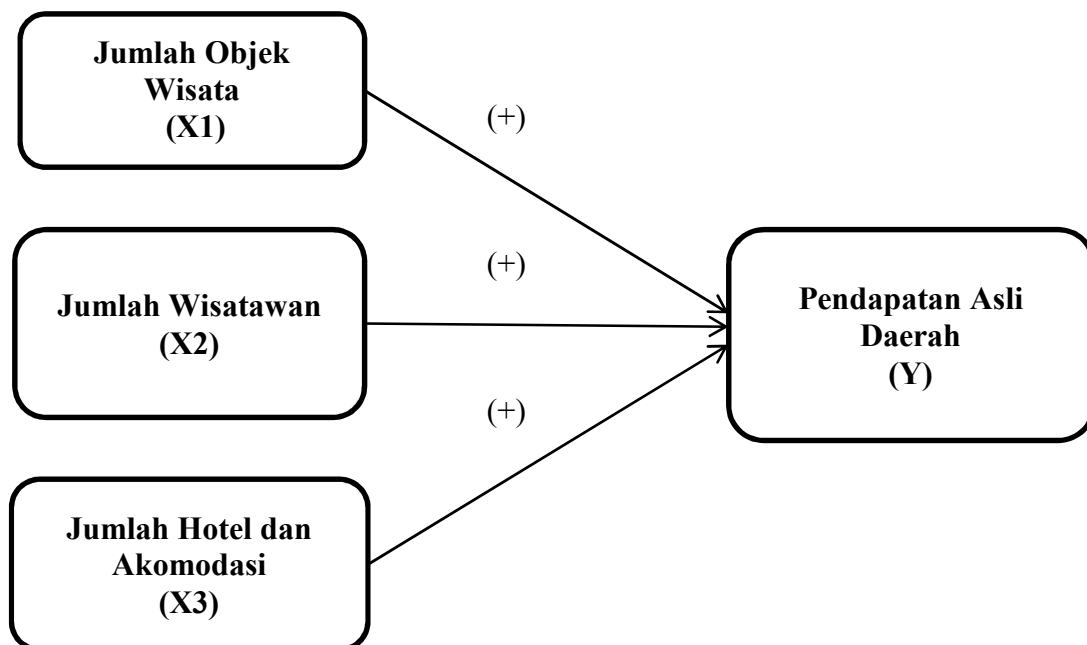 Jumlah Objek
Wisata
(X1)
(+)
Jumlah Wisatawan
(X2)
(+)
Pendapatan Asli
Daerah
(Y)
(+)
Jumlah Hotel dan
Akomodasi
(X3)